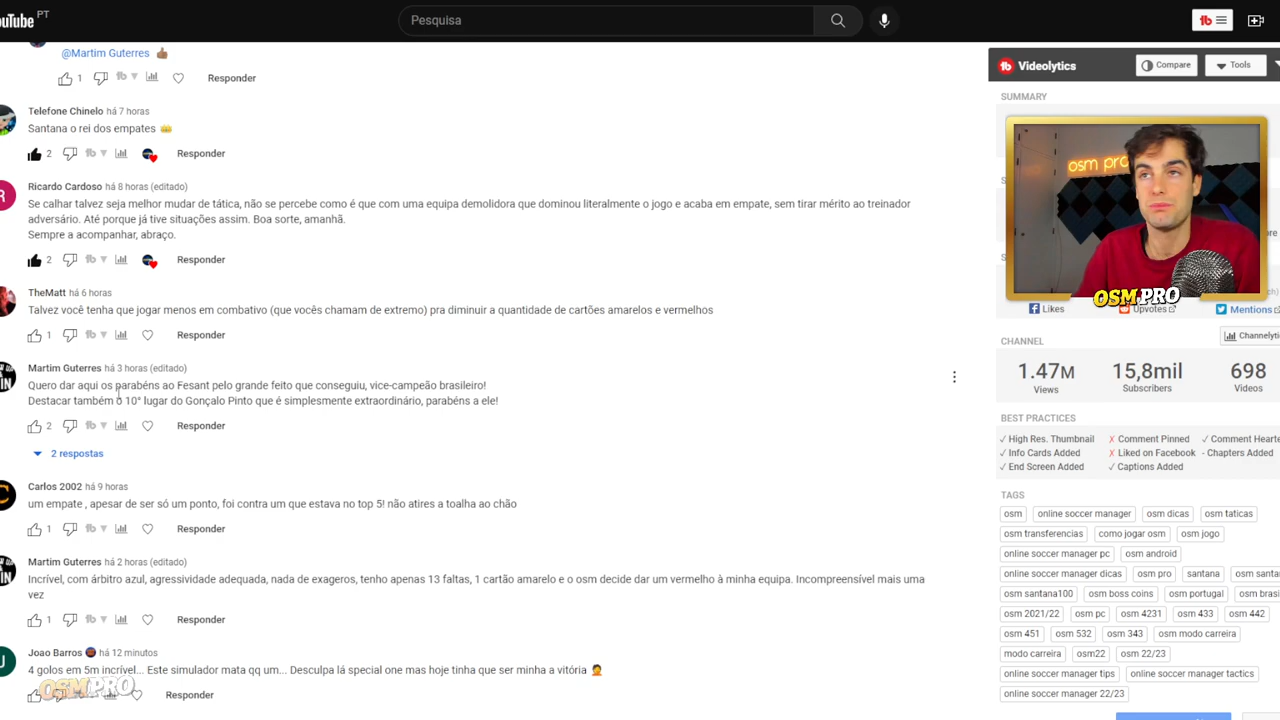 YouTube PT
Pesquisa
@Martim Guterres 👍🏽
1 Responder
Telefone Chinelo há 7 horas
Santana o rei dos empates 👑
2 Responder
Ricardo Cardoso há 8 horas (editado)
Se calhar talvez seja melhor mudar de tática, não se percebe como é que com uma equipa demolidora que dominou literalmente o jogo e acaba em empate, sem tirar mérito ao treinador
adversário. Até porque já tive situações assim. Boa sorte, amanhã.
Sempre a acompanhar, abraço.
2 Responder
TheMatt há 6 horas
Talvez você tenha que jogar menos em combativo (que vocês chamam de extremo) pra diminuir a quantidade de cartões amarelos e vermelhos
1 Responder
Martim Guterres há 3 horas (editado)
Quero dar aqui os parabéns ao Fesant pelo grande feito que conseguiu, vice-campeão brasileiro!
Destacar também o 10° lugar do Gonçalo Pinto que é simplesmente extraordinário, parabéns a ele!
2 Responder
2 respostas
Carlos 2002 há 9 horas
um empate , apesar de ser só um ponto, foi contra um que estava no top 5! não atires a toalha ao chão
1 Responder
Martim Guterres há 2 horas (editado)
Incrível, com árbitro azul, agressividade adequada, nada de exageros, tenho apenas 13 faltas, 1 cartão amarelo e o osm decide dar um vermelho à minha equipa. Incompreensível mais uma
vez
1 Responder
Joao Barros há 12 minutos
4 golos em 5m incrível... Este simulador mata qq um... Desculpa lá special one mas hoje tinha que ser minha a vitória 🤦
OSMPRO
Responder
Videolytics Compare Tools
SUMMARY
osm pro
OSM PRO
Likes Upvotes Mentions
Channelyti
CHANNEL
1.47M 15,8mil 698
Views Subscribers Videos
BEST PRACTICES
✓ High Res. Thumbnail ✗ Comment Pinned ✓ Comment Hearte
✓ Info Cards Added ✗ Liked on Facebook - Chapters Added
✓ End Screen Added ✓ Captions Added
TAGS
osm online soccer manager osm dicas osm taticas
osm transferencias como jogar osm osm jogo
online soccer manager pc osm android
online soccer manager dicas osm pro santana osm santa
osm santana100 osm boss coins osm portugal osm brasi
osm 2021/22 osm pc osm 4231 osm 433 osm 442
osm 451 osm 532 osm 343 osm modo carreira
modo carreira osm22 osm 22/23
online soccer manager tips online soccer manager tactics
online soccer manager 22/23